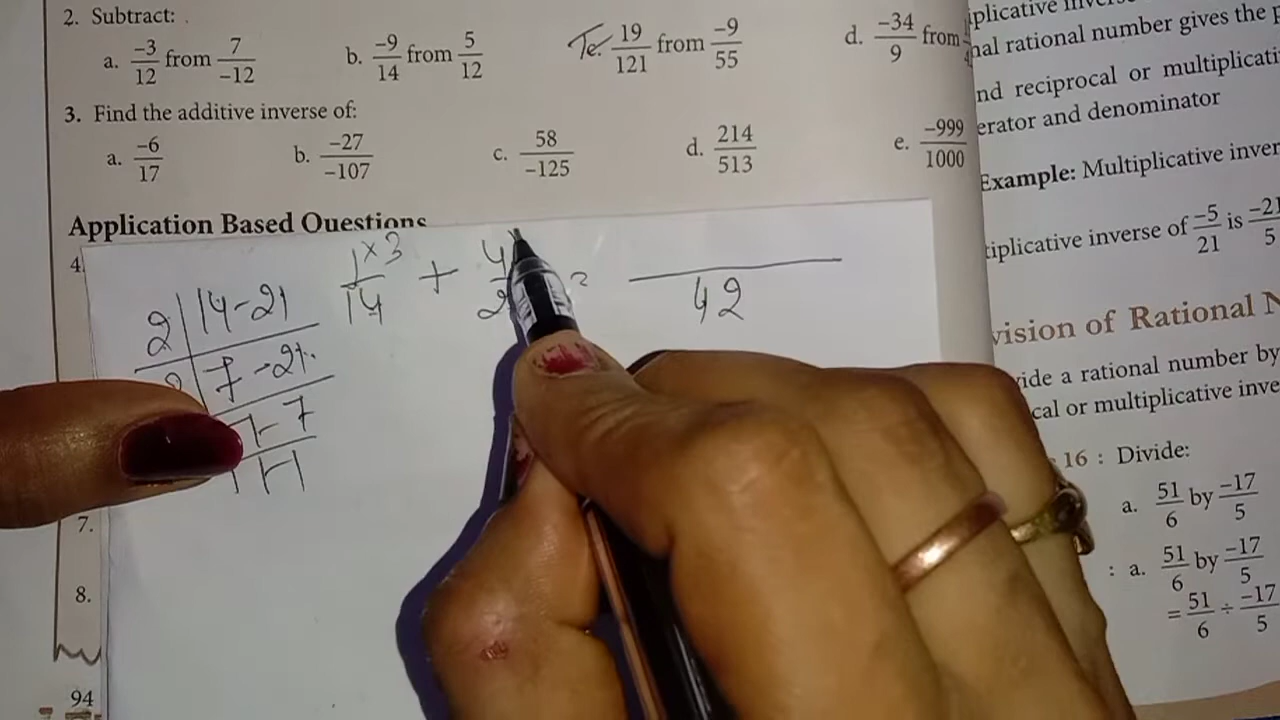 2. Subtract:
a. -3/12 from 7/-12 b. -9/14 from 5/12 Te. 19/121 from -9/55 d. -34/9 from
3. Find the additive inverse of:
a. -6/17 b. -27/-107 c. 58/-125 d. 214/513 e. -999/1000
Application Based Questions
4.
1×3/14 + 4/2 = /42
2 | 14-21
7-21
1-7
1-1
7.
8.
94
nal rational number gives the
nd reciprocal or multiplicati
erator and denominator
Example: Multiplicative inver
tiplicative inverse of -5/21 is -21/5
vision of Rational N
ide a rational number by
cal or multiplicative inve
16 : Divide:
a. 51/6 by -17/5
: a. 51/6 by -17/5
= 51/6 ÷ -17/5